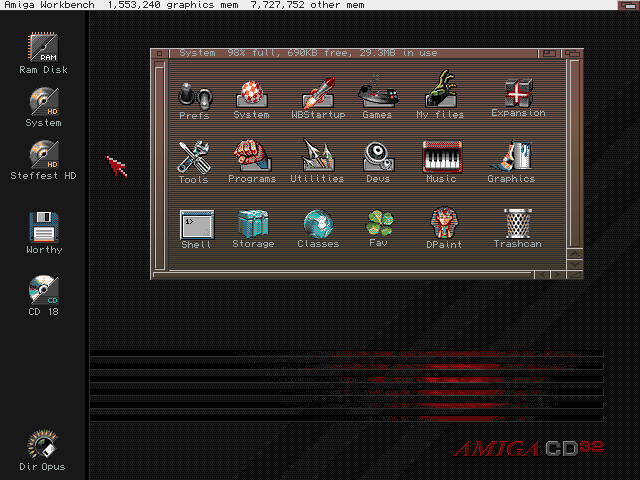 Amiga Workbench  1,553,240 graphics mem  7,727,752 other mem
System  98% full, 690KB free, 29.3MB in use
RAM
Ram Disk
HD
System
HD
Steffest HD
Worthy
CD
CD 18
Dir Opus
Prefs System WBStartup Games My files Expansion
Tools Programs Utilities Devs Music Graphics
1>
Shell Storage Classes Fav DPaint Trashcan
AMIGA CD32